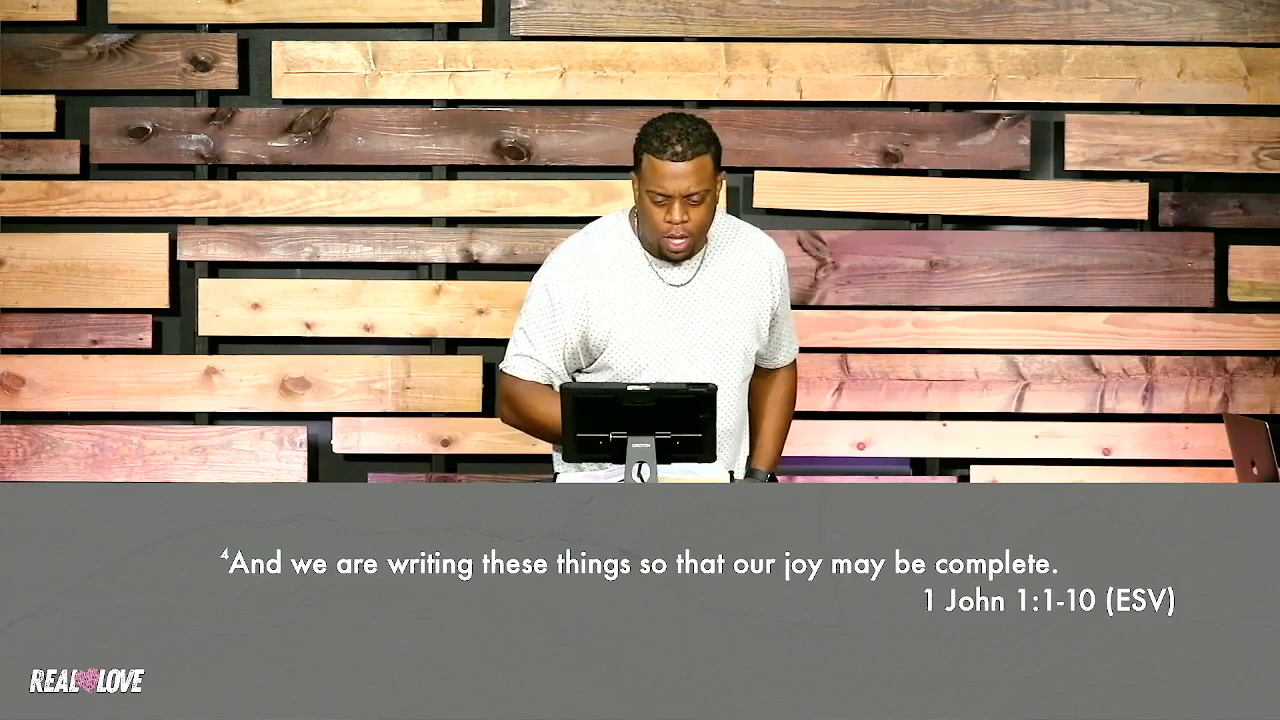 ⁴And we are writing these things so that our joy may be complete.
1 John 1:1-10 (ESV)
REAL LOVE